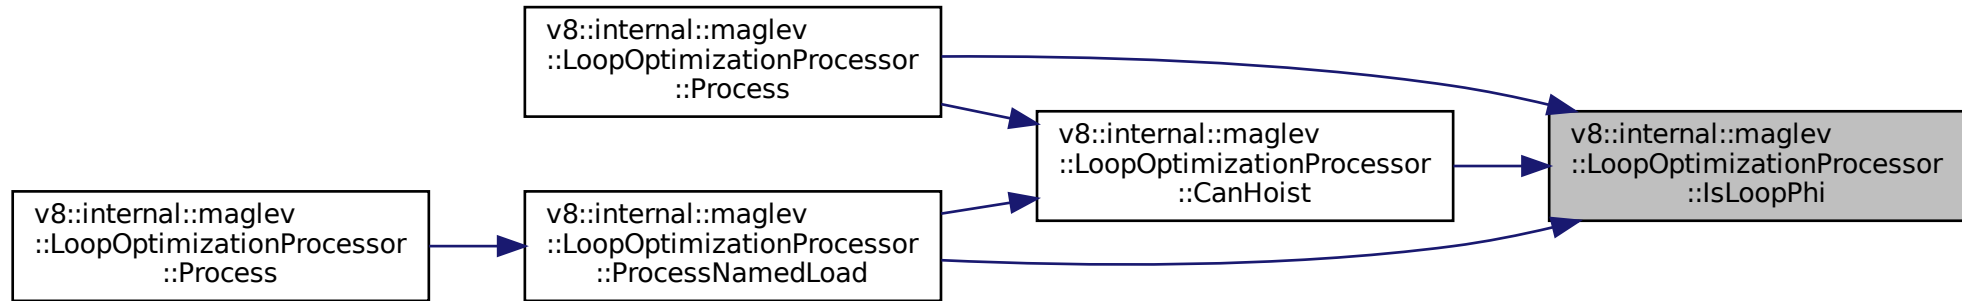 v8::internal::maglev
::LoopOptimizationProcessor
::Process
v8::internal::maglev
::LoopOptimizationProcessor
::CanHoist
v8::internal::maglev
::LoopOptimizationProcessor
::IsLoopPhi
v8::internal::maglev
::LoopOptimizationProcessor
::Process
v8::internal::maglev
::LoopOptimizationProcessor
::ProcessNamedLoad